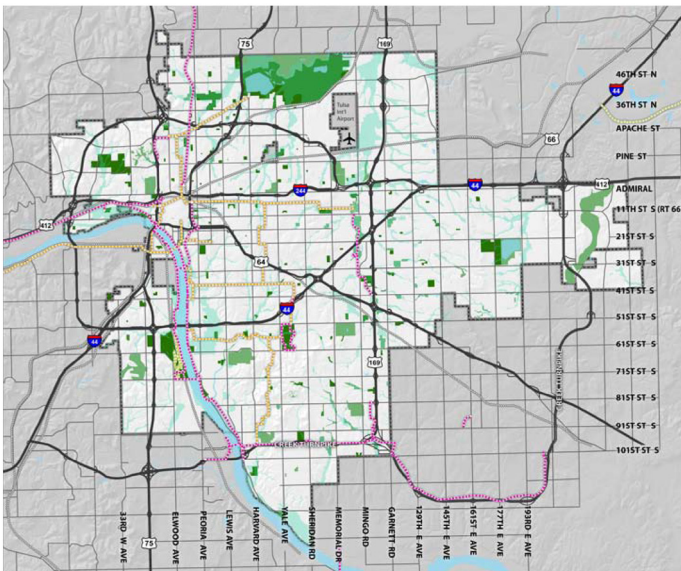 75
169
46TH ST N
44
36TH ST N
Tulsa
Int'l
Airport
APACHE ST
66
PINE ST
244
44
412
ADMIRAL
11TH ST S (RT 66
412
21ST ST S
64
31ST ST S
41ST ST S
44
51ST ST S
44
61ST ST S
169
71ST ST S
CREEK TURNPIKE
81ST ST S
91ST ST S
CREEK TURNPIKE
101ST ST S
33RD W AVE
ELWOOD AVE
PEORIA AVE
LEWIS AVE
HARVARD AVE
YALE AVE
SHERIDAN RD
MEMORIAL DR
MINGO RD
GARNETT RD
129TH E AVE
145TH E AVE
161ST E AVE
177TH E AVE
193RD E AVE
75